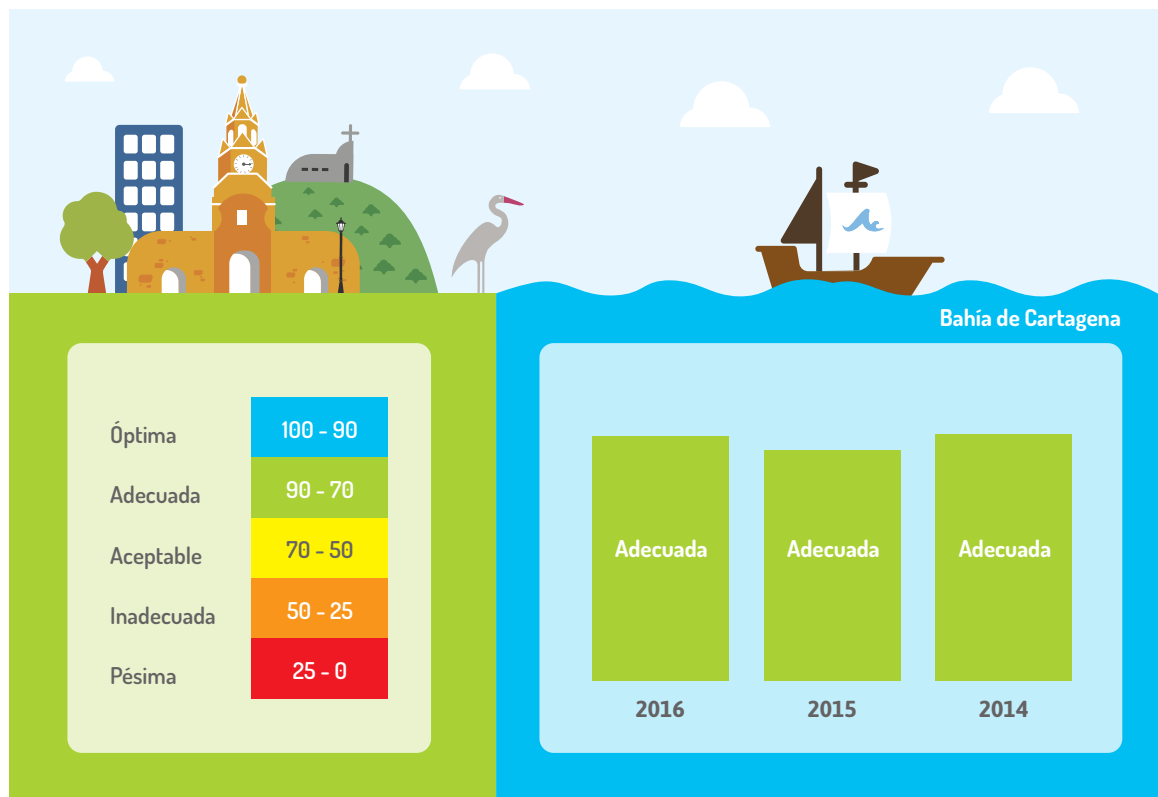 Bahía de Cartagena
Óptima 100 - 90
Adecuada 90 - 70
Aceptable 70 - 50
Inadecuada 50 - 25
Pésima 25 - 0
Adecuada Adecuada Adecuada
2016 2015 2014